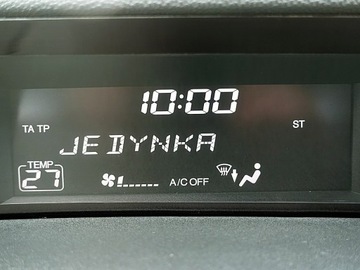 10:00
TA TP ST
JEDYNKA
TEMP
27 A/C OFF